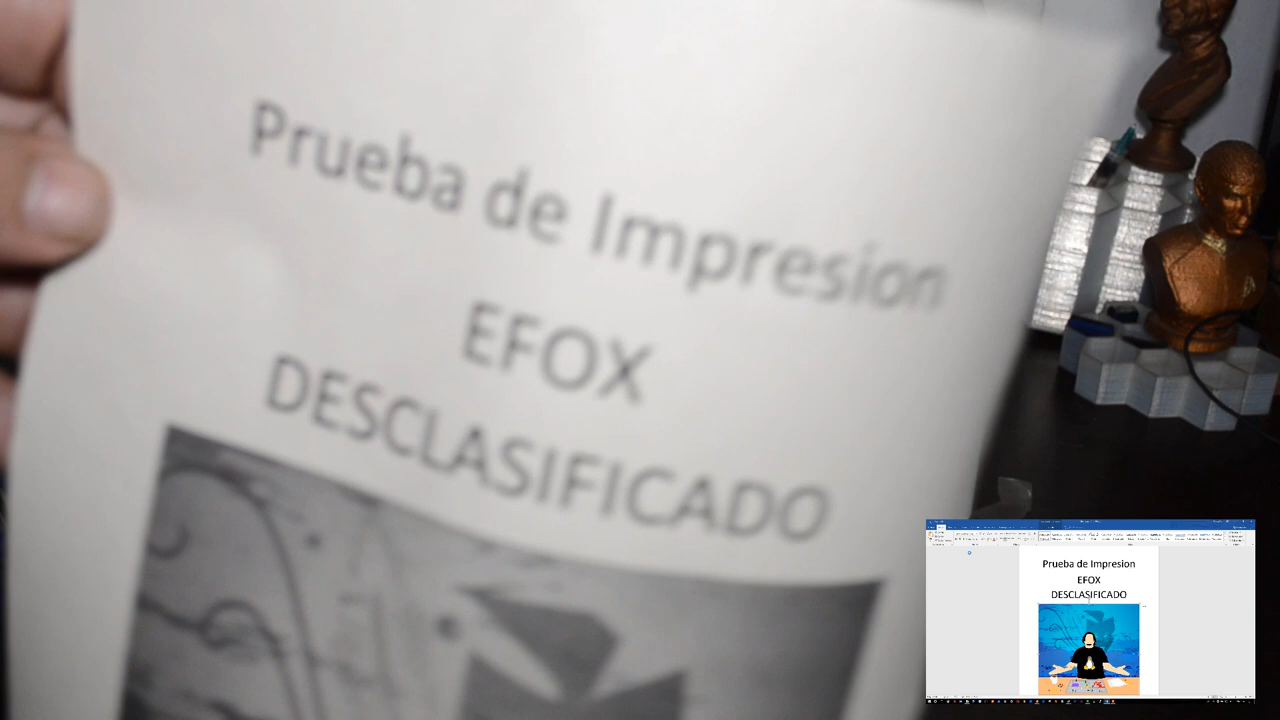 Prueba de Impresion
EFOX
DESCLASIFICADO
Prueba de Impresion
EFOX
DESCLASIFICADO